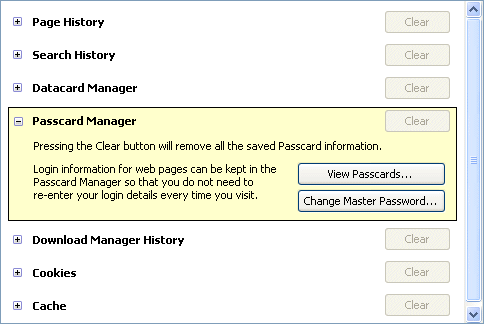 Page History Clear
Search History Clear
Datacard Manager Clear
Passcard Manager Clear
Pressing the Clear button will remove all the saved Passcard information.
Login information for web pages can be kept in the
Passcard Manager so that you do not need to
re-enter your login details every time you visit.
View Passcards...
Change Master Password...
Download Manager History Clear
Cookies Clear
Cache Clear